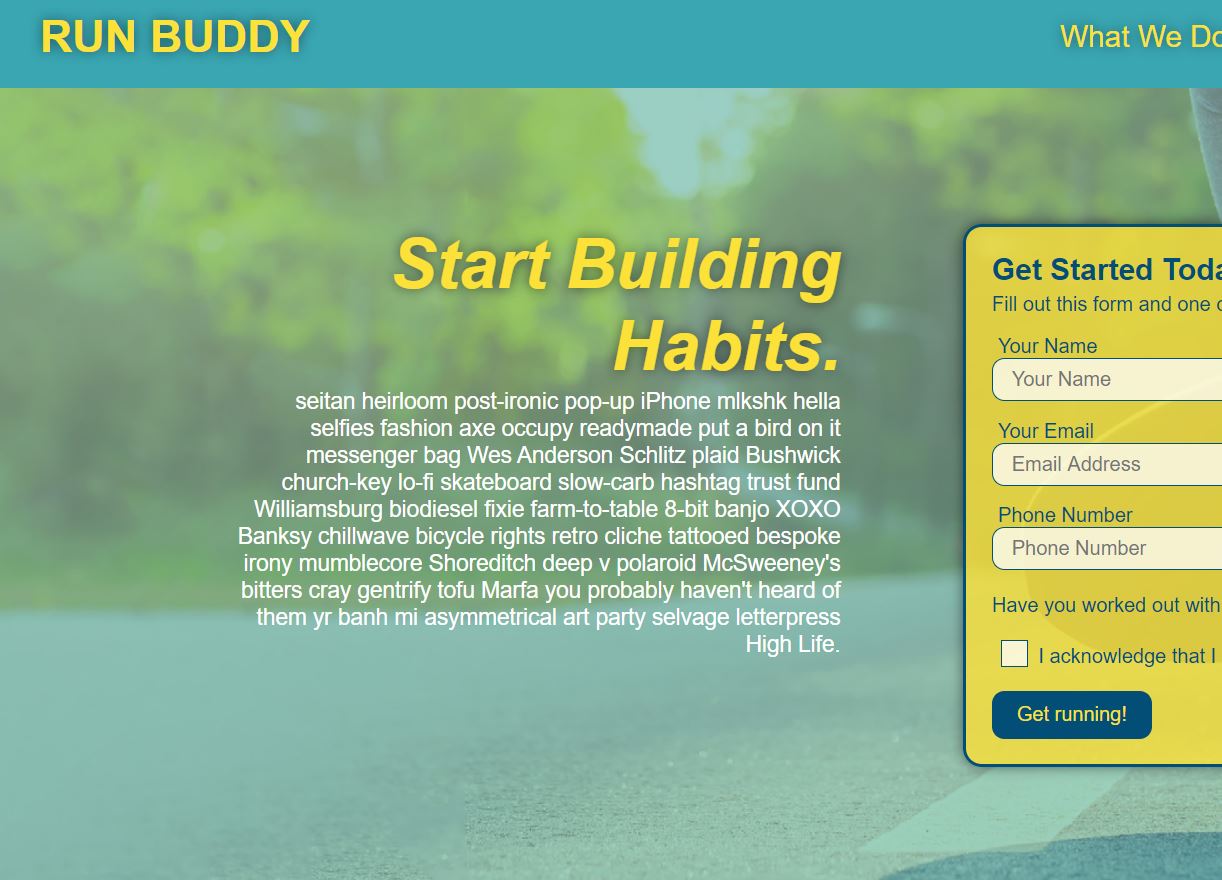 RUN BUDDY
What We Do
Start Building
Habits.
seitan heirloom post-ironic pop-up iPhone mlkshk hella
selfies fashion axe occupy readymade put a bird on it
messenger bag Wes Anderson Schlitz plaid Bushwick
church-key lo-fi skateboard slow-carb hashtag trust fund
Williamsburg biodiesel fixie farm-to-table 8-bit banjo XOXO
Banksy chillwave bicycle rights retro cliche tattooed bespoke
irony mumblecore Shoreditch deep v polaroid McSweeney's
bitters cray gentrify tofu Marfa you probably haven't heard of
them yr banh mi asymmetrical art party selvage letterpress
High Life.
Get Started Toda
Fill out this form and one
Your Name
Your Name
Your Email
Email Address
Phone Number
Phone Number
Have you worked out with
I acknowledge that I
Get running!